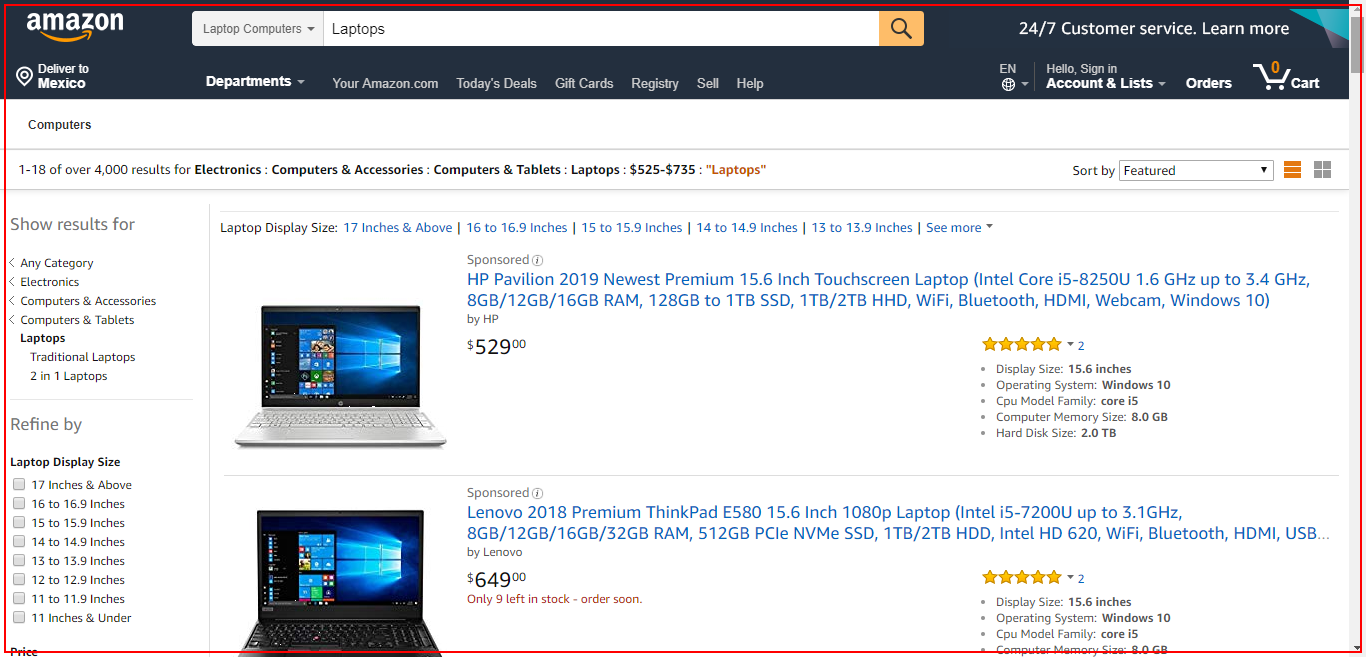 amazon
Laptop Computers
Laptops
24/7 Customer service. Learn more
Deliver to
Mexico
Departments
Your Amazon.com
Today's Deals
Gift Cards
Registry
Sell
Help
EN
Hello, Sign in
Account & Lists
Orders
0
Cart
Computers
1-18 of over 4,000 results for Electronics : Computers & Accessories : Computers & Tablets : Laptops : $525-$735 : "Laptops"
Sort by
Featured
Show results for
Any Category
Electronics
Computers & Accessories
Computers & Tablets
Laptops
Traditional Laptops
2 in 1 Laptops
Refine by
Laptop Display Size
17 Inches & Above
16 to 16.9 Inches
15 to 15.9 Inches
14 to 14.9 Inches
13 to 13.9 Inches
12 to 12.9 Inches
11 to 11.9 Inches
11 Inches & Under
Price
Laptop Display Size: 17 Inches & Above | 16 to 16.9 Inches | 15 to 15.9 Inches | 14 to 14.9 Inches | 13 to 13.9 Inches | See more
Sponsored
HP Pavilion 2019 Newest Premium 15.6 Inch Touchscreen Laptop (Intel Core i5-8250U 1.6 GHz up to 3.4 GHz,
8GB/12GB/16GB RAM, 128GB to 1TB SSD, 1TB/2TB HHD, WiFi, Bluetooth, HDMI, Webcam, Windows 10)
by HP
$52900
2
Display Size: 15.6 inches
Operating System: Windows 10
Cpu Model Family: core i5
Computer Memory Size: 8.0 GB
Hard Disk Size: 2.0 TB
Sponsored
Lenovo 2018 Premium ThinkPad E580 15.6 Inch 1080p Laptop (Intel i5-7200U up to 3.1GHz,
8GB/12GB/16GB/32GB RAM, 512GB PCIe NVMe SSD, 1TB/2TB HDD, Intel HD 620, WiFi, Bluetooth, HDMI, USB...
by Lenovo
$64900
Only 9 left in stock - order soon.
2
Display Size: 15.6 inches
Operating System: Windows 10
Cpu Model Family: core i5
Computer Memory Size: 8.0 GB